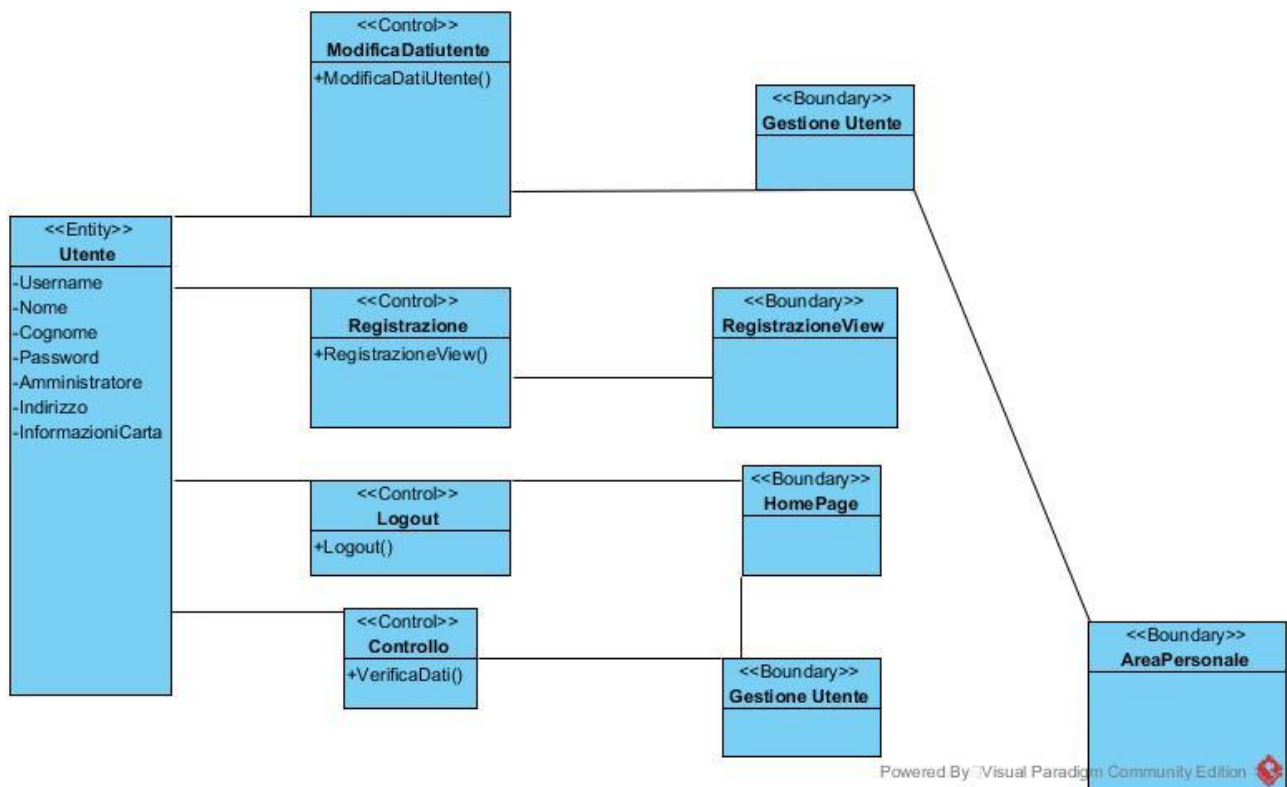 <<Control>>
ModificaDatiutente
+ModificaDatiUtente()
<<Boundary>>
Gestione Utente
<<Entity>>
Utente
-Username
-Nome
-Cognome
-Password
-Amministratore
-Indirizzo
-InformazioniCarta
<<Control>>
Registrazione
+RegistrazioneView()
<<Boundary>>
RegistrazioneView
<<Control>>
Logout
+Logout()
<<Boundary>>
HomePage
<<Control>>
Controllo
+VerificaDati()
<<Boundary>>
Gestione Utente
<<Boundary>>
AreaPersonale
Powered By Visual Paradigm Community Edition